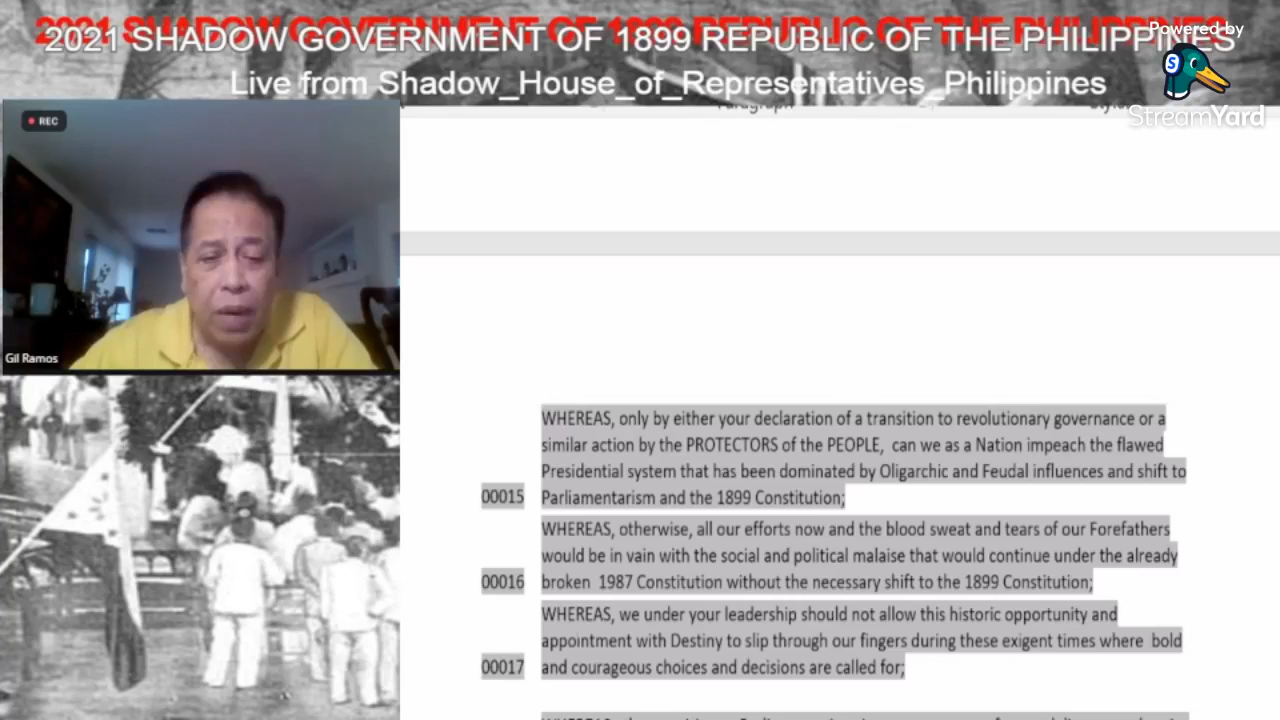 2021 SHADOW GOVERNMENT OF 1899 REPUBLIC OF THE PHILIPPINES
Powered by
Live from Shadow_House_of_Representatives_Philippines
S
StreamYard
Paragraph
REC
Gil Ramos
WHEREAS, only by either your declaration of a transition to revolutionary governance or a
similar action by the PROTECTORS of the PEOPLE, can we as a Nation impeach the flawed
Presidential system that has been dominated by Oligarchic and Feudal influences and shift to
00015 Parliamentarism and the 1899 Constitution;
WHEREAS, otherwise, all our efforts now and the blood sweat and tears of our Forefathers
would be in vain with the social and political malaise that would continue under the already
00016 broken 1987 Constitution without the necessary shift to the 1899 Constitution;
WHEREAS, we under your leadership should not allow this historic opportunity and
appointment with Destiny to slip through our fingers during these exigent times where bold
00017 and courageous choices and decisions are called for;